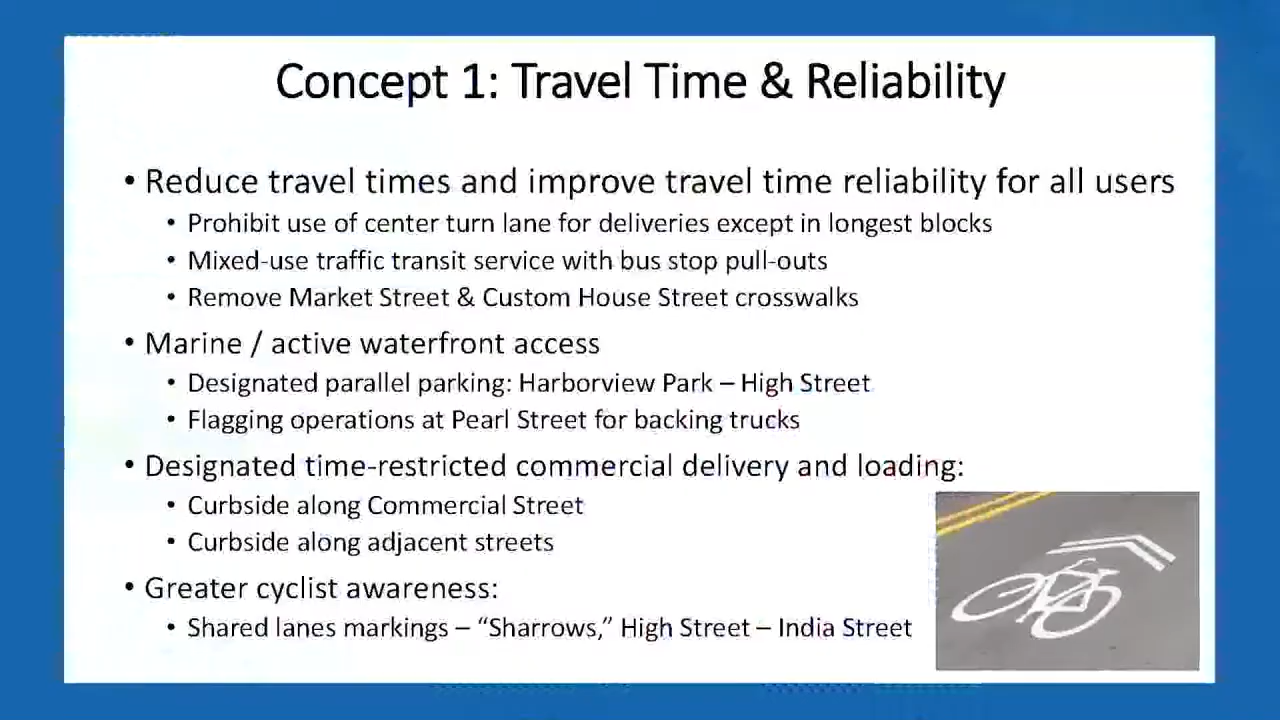 Concept 1: Travel Time & Reliability
• Reduce travel times and improve travel time reliability for all users
• Prohibit use of center turn lane for deliveries except in longest blocks
• Mixed-use traffic transit service with bus stop pull-outs
• Remove Market Street & Custom House Street crosswalks
• Marine / active waterfront access
• Designated parallel parking: Harborview Park – High Street
• Flagging operations at Pearl Street for backing trucks
• Designated time-restricted commercial delivery and loading:
• Curbside along Commercial Street
• Curbside along adjacent streets
• Greater cyclist awareness:
• Shared lanes markings – “Sharrows,” High Street – India Street